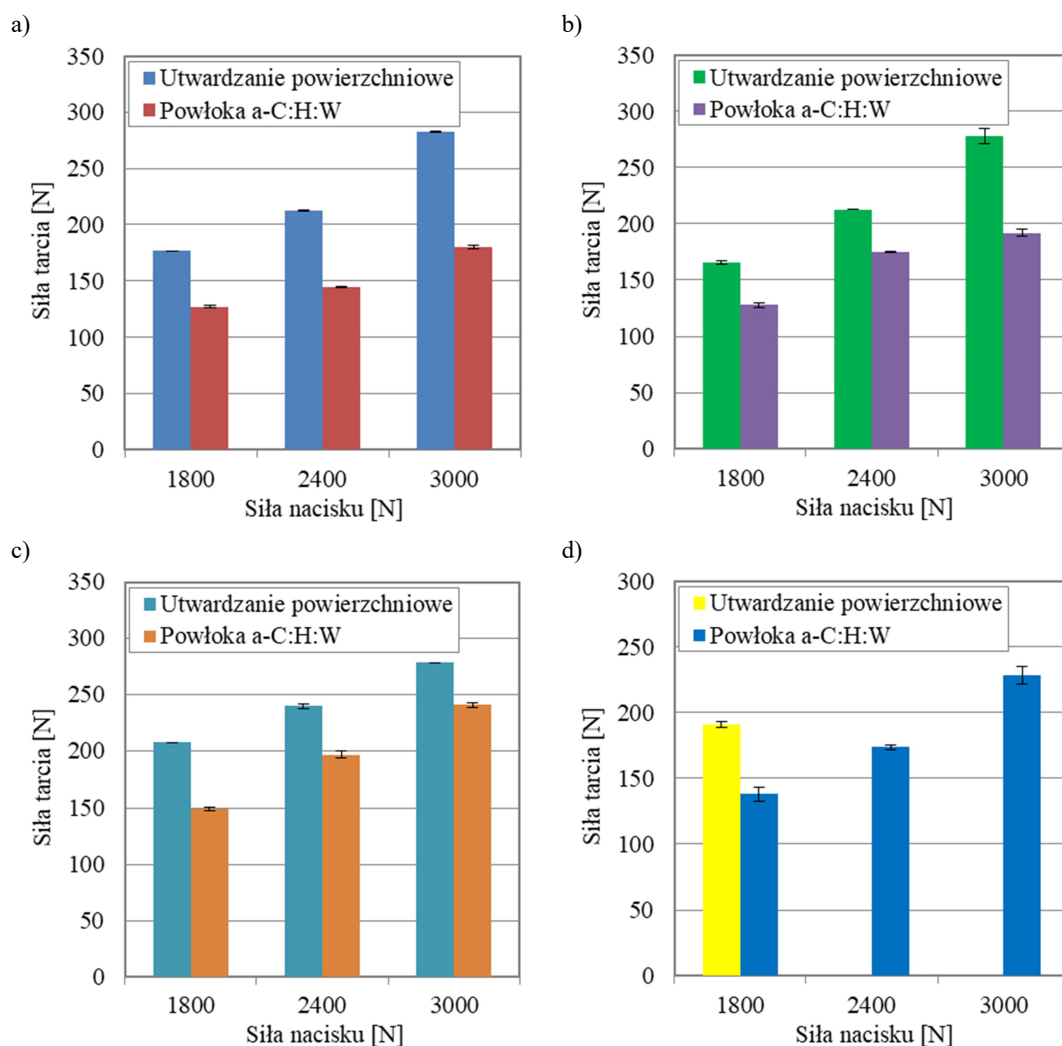 a)
350
300
250
200
150
100
50
0
Siła tarcia [N]
Utwardzanie powierzchniowe
Powłoka a-C:H:W
1800 2400 3000
Siła nacisku [N]
b)
350
300
250
200
150
100
50
0
Siła tarcia [N]
Utwardzanie powierzchniowe
Powłoka a-C:H:W
1800 2400 3000
Siła nacisku [N]
c)
350
300
250
200
150
100
50
0
Siła tarcia [N]
Utwardzanie powierzchniowe
Powłoka a-C:H:W
1800 2400 3000
Siła nacisku [N]
d)
300
250
200
150
100
50
0
Siła tarcia [N]
Utwardzanie powierzchniowe
Powłoka a-C:H:W
1800 2400 3000
Siła nacisku [N]